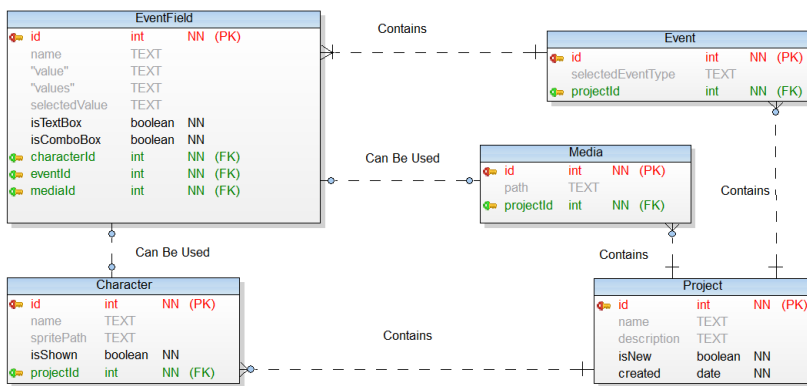 EventField
id int NN (PK)
name TEXT
"value" TEXT
"values" TEXT
selectedValue TEXT
isTextBox boolean NN
isComboBox boolean NN
characterId int NN (FK)
eventId int NN (FK)
mediaId int NN (FK)
Contains
Event
id int NN (PK)
selectedEventType TEXT
projectId int NN (FK)
Can Be Used
Media
id int NN (PK)
path TEXT
projectId int NN (FK)
Contains
Can Be Used
Contains
Character
id int NN (PK)
name TEXT
spritePath TEXT
isShown boolean NN
projectId int NN (FK)
Contains
Project
id int NN (PK)
name TEXT
description TEXT
isNew boolean NN
created date NN